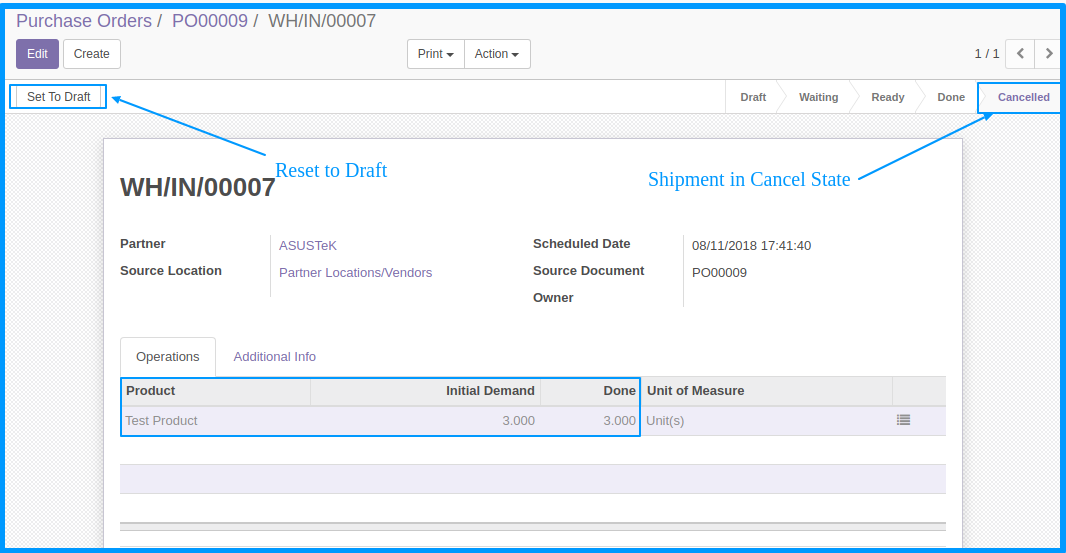 Purchase Orders / PO00009 / WH/IN/00007
Edit Create Print Action 1 / 1
Set To Draft Draft Waiting Ready Done Cancelled
Reset to Draft
Shipment in Cancel State
WH/IN/00007
Partner ASUSTeK Scheduled Date 08/11/2018 17:41:40
Source Location Partner Locations/Vendors Source Document PO00009
Owner
Operations Additional Info
Product Initial Demand Done Unit of Measure
Test Product 3.000 3.000 Unit(s)